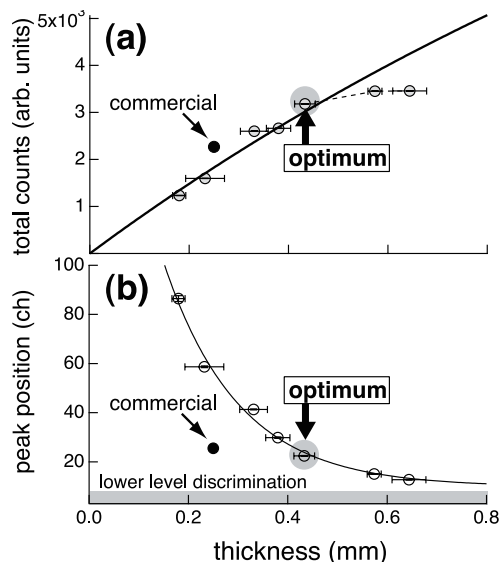 5x10³
(a)
4
commercial
3
optimum
2
1
total counts (arb. units)
100
(b)
80
60
optimum
commercial
40
20
lower level discrimination
peak position (ch)
0.0 0.2 0.4 0.6 0.8
thickness (mm)